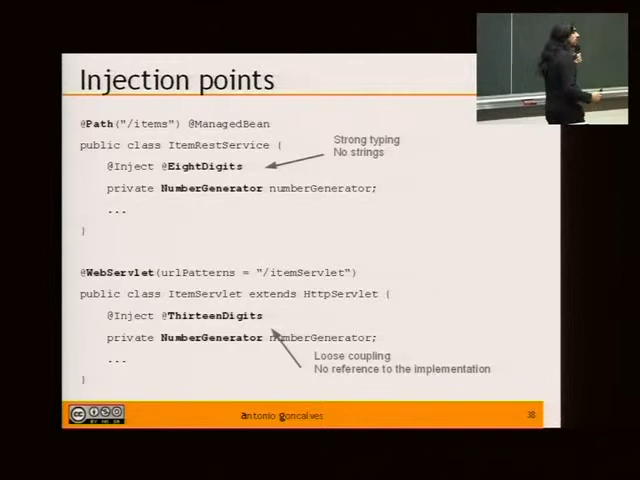 Injection points
@Path("/items") @ManagedBean
public class ItemRestService {
@Inject @EightDigits
private NumberGenerator numberGenerator;
...
}
Strong typing
No strings
@WebServlet(urlPatterns = "/itemServlet")
public class ItemServlet extends HttpServlet {
@Inject @ThirteenDigits
private NumberGenerator numberGenerator;
...
}
Loose coupling
No reference to the implementation
antonio goncalves
38